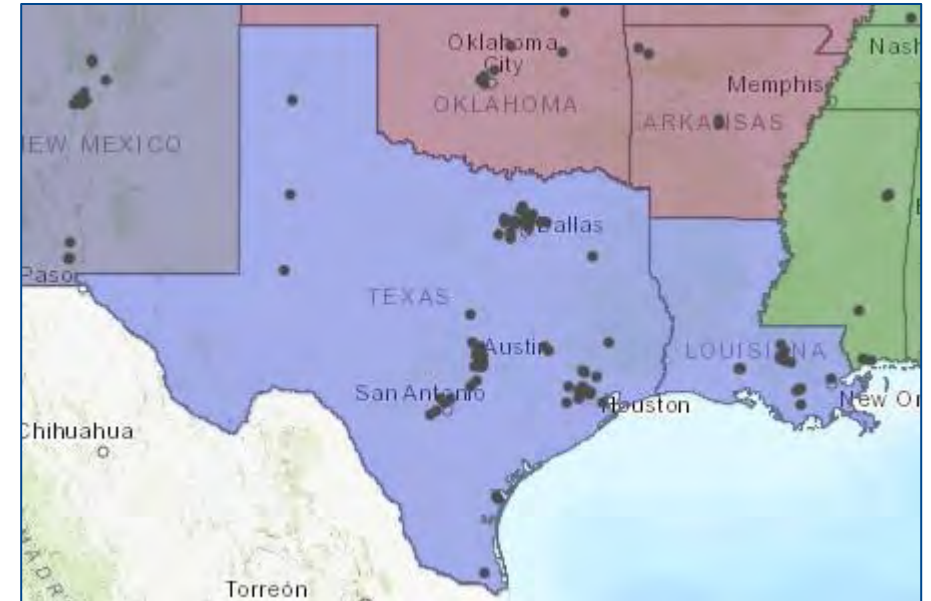 Oklahoma
City
OKLAHOMA
Nash
Memphis
ARKANSAS
NEW MEXICO
Dallas
Paso
TEXAS
Austin
LOUISIANA
San Antonio
Houston
New Or
Chihuahua
MADR
Torreón